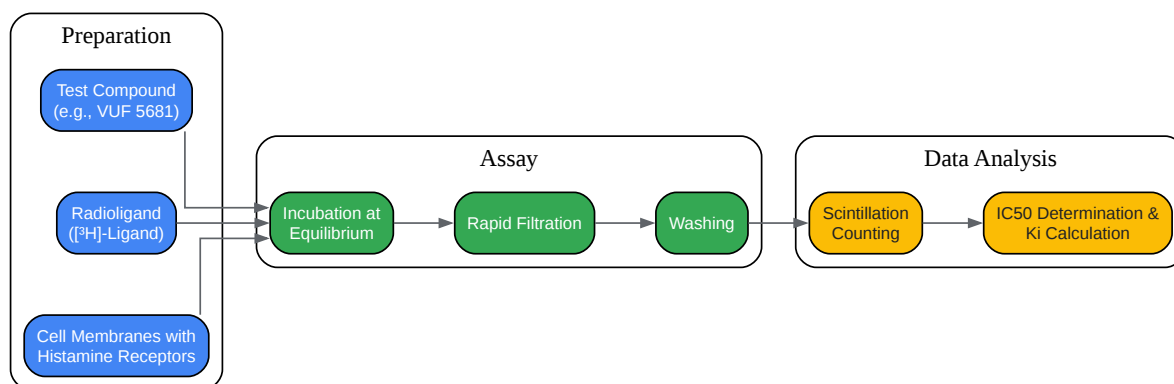 Preparation
Test Compound
(e.g., VUF 5681)
Radioligand
([³H]-Ligand)
Cell Membranes with
Histamine Receptors
Assay
Incubation at
Equilibrium
Rapid Filtration
Washing
Data Analysis
Scintillation
Counting
IC50 Determination &
Ki Calculation